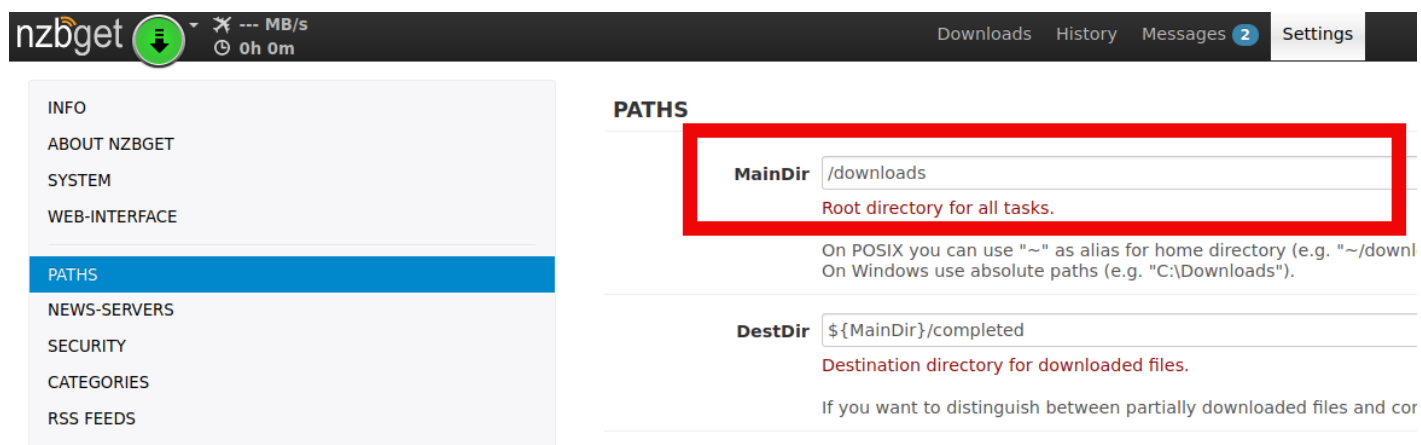 nzbget
--- MB/s
0h 0m
Downloads History Messages 2 Settings
INFO
ABOUT NZBGET
SYSTEM
WEB-INTERFACE
PATHS
NEWS-SERVERS
SECURITY
CATEGORIES
RSS FEEDS
PATHS
MainDir /downloads
Root directory for all tasks.
On POSIX you can use "~" as alias for home directory (e.g. "~/downl
On Windows use absolute paths (e.g. "C:\Downloads").
DestDir ${MainDir}/completed
Destination directory for downloaded files.
If you want to distinguish between partially downloaded files and cor